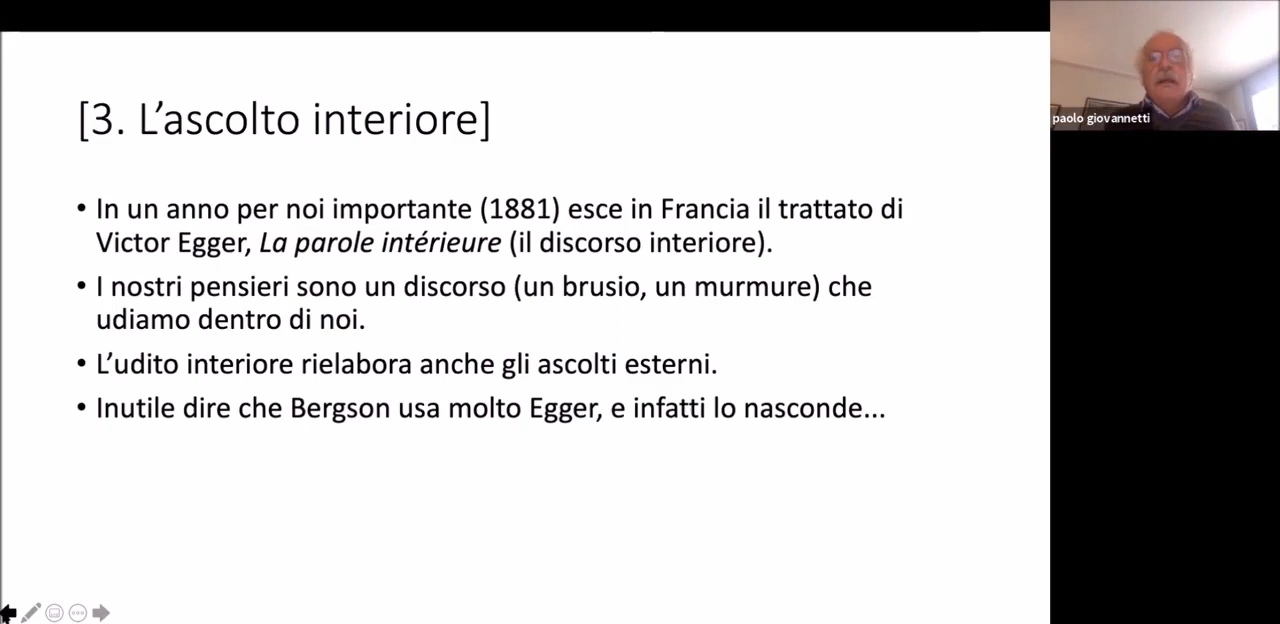 [3. L’ascolto interiore]
• In un anno per noi importante (1881) esce in Francia il trattato di
Victor Egger, La parole intérieure (il discorso interiore).
• I nostri pensieri sono un discorso (un brusio, un murmure) che
udiamo dentro di noi.
• L’udito interiore rielabora anche gli ascolti esterni.
• Inutile dire che Bergson usa molto Egger, e infatti lo nasconde...
paolo giovannetti